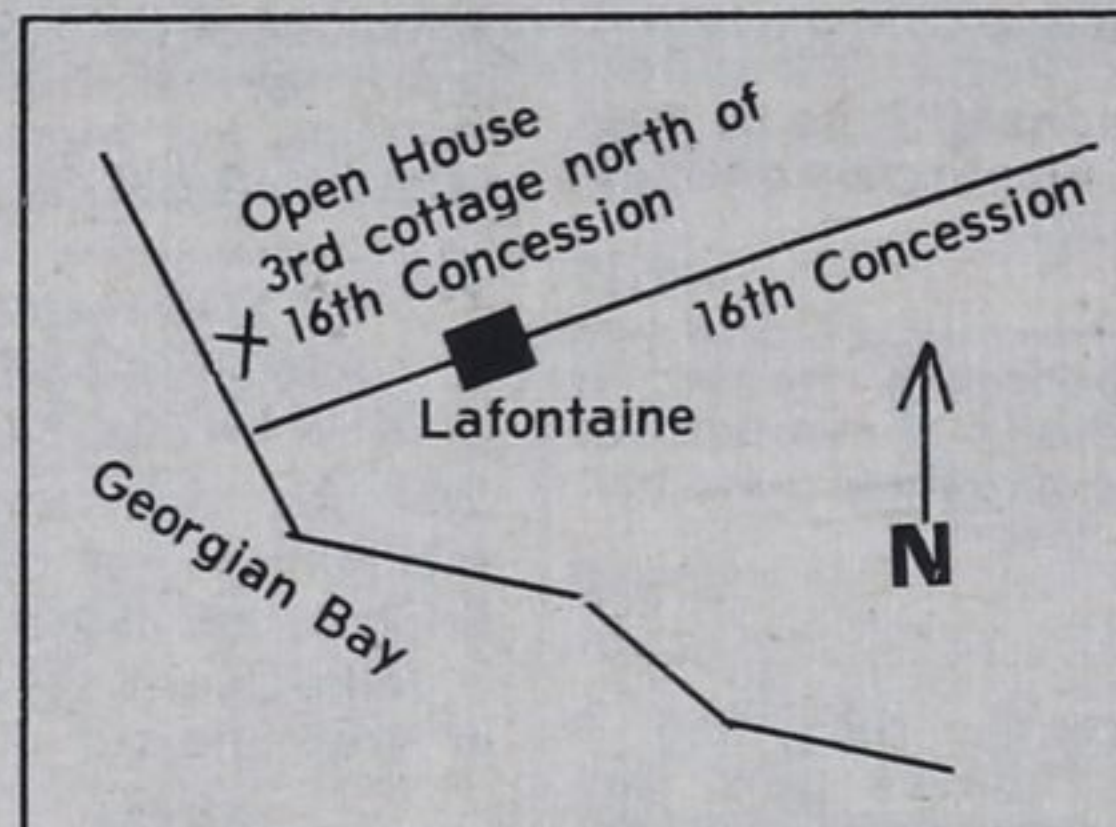 Open House
3rd cottage north of
16th Concession
16th Concession
Lafontaine
Georgian Bay
N